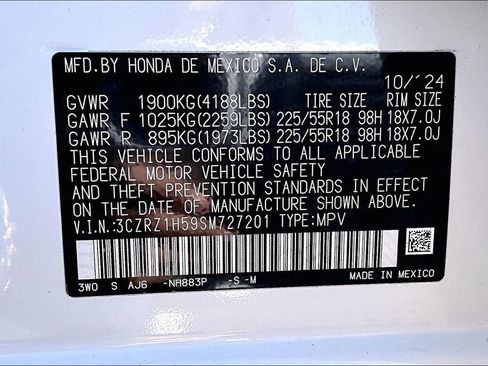 MFD.BY HONDA DE MEXICO S.A. DE C.V.
10/'24
GVWR 1900KG(4188LBS) TIRE SIZE RIM SIZE
GAWR F 1025KG(2259LBS) 225/55R18 98H 18X7.0J
GAWR R 895KG(1973LBS) 225/55R18 98H 18X7.0J
THIS VEHICLE CONFORMS TO ALL APPLICABLE
FEDERAL MOTOR VEHICLE SAFETY
AND THEFT PREVENTION STANDARDS IN EFFECT
ON THE DATE OF MANUFACTURE SHOWN ABOVE.
V.I.N.:3CZRZ1H59SM727201 TYPE:MPV
3WO S AJ6 -NH883P -S -M MADE IN MEXICO